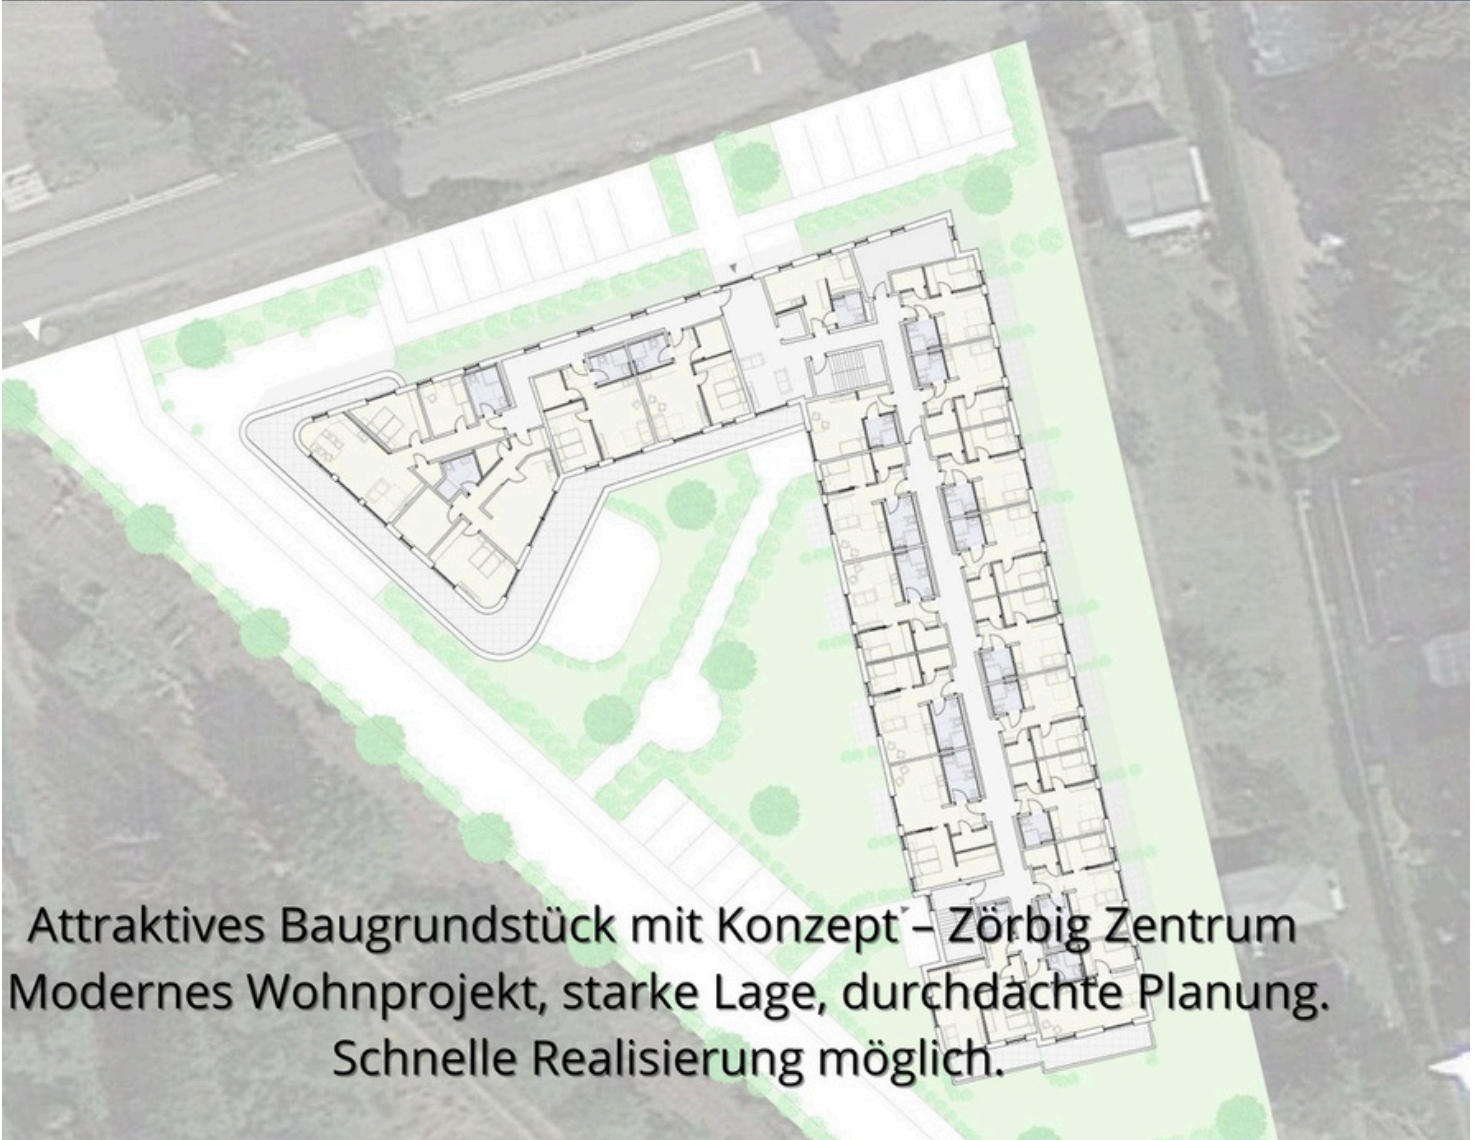 Attraktives Baugrundstück mit Konzept – Zörbig Zentrum
Modernes Wohnprojekt, starke Lage, durchdachte Planung.
Schnelle Realisierung möglich.